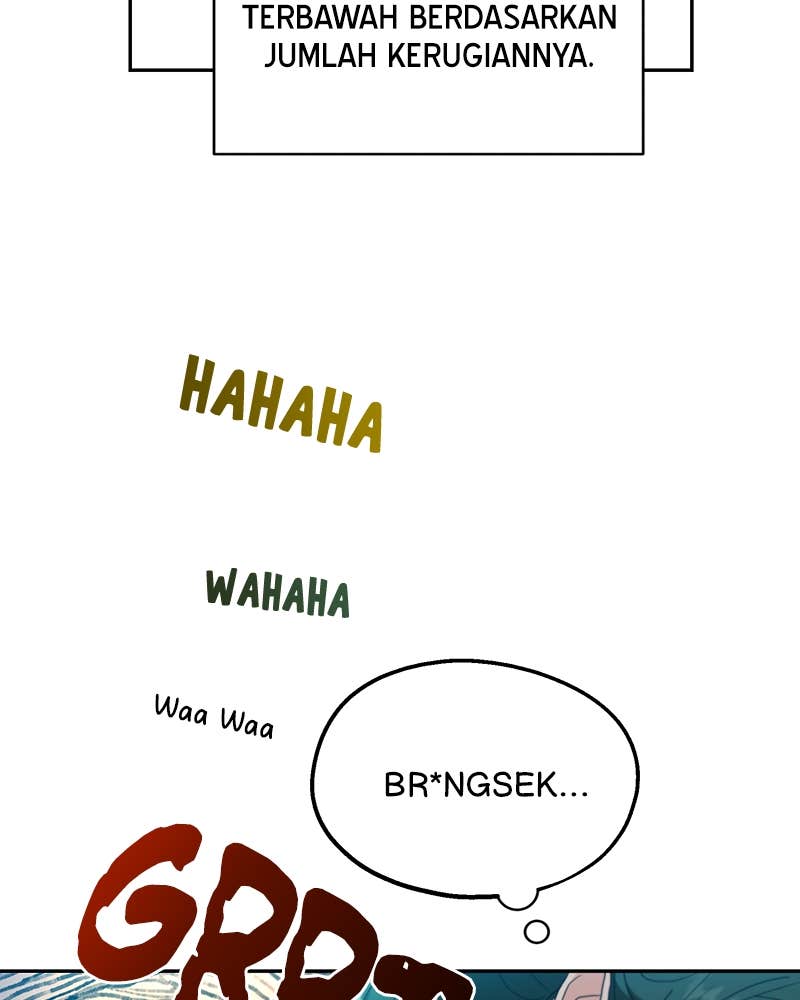 TERBAWAH BERDASARKAN
JUMLAH KERUGIANNYA.
HAHAHA
WAHAHA
Waa Waa
BR*NGSEK...